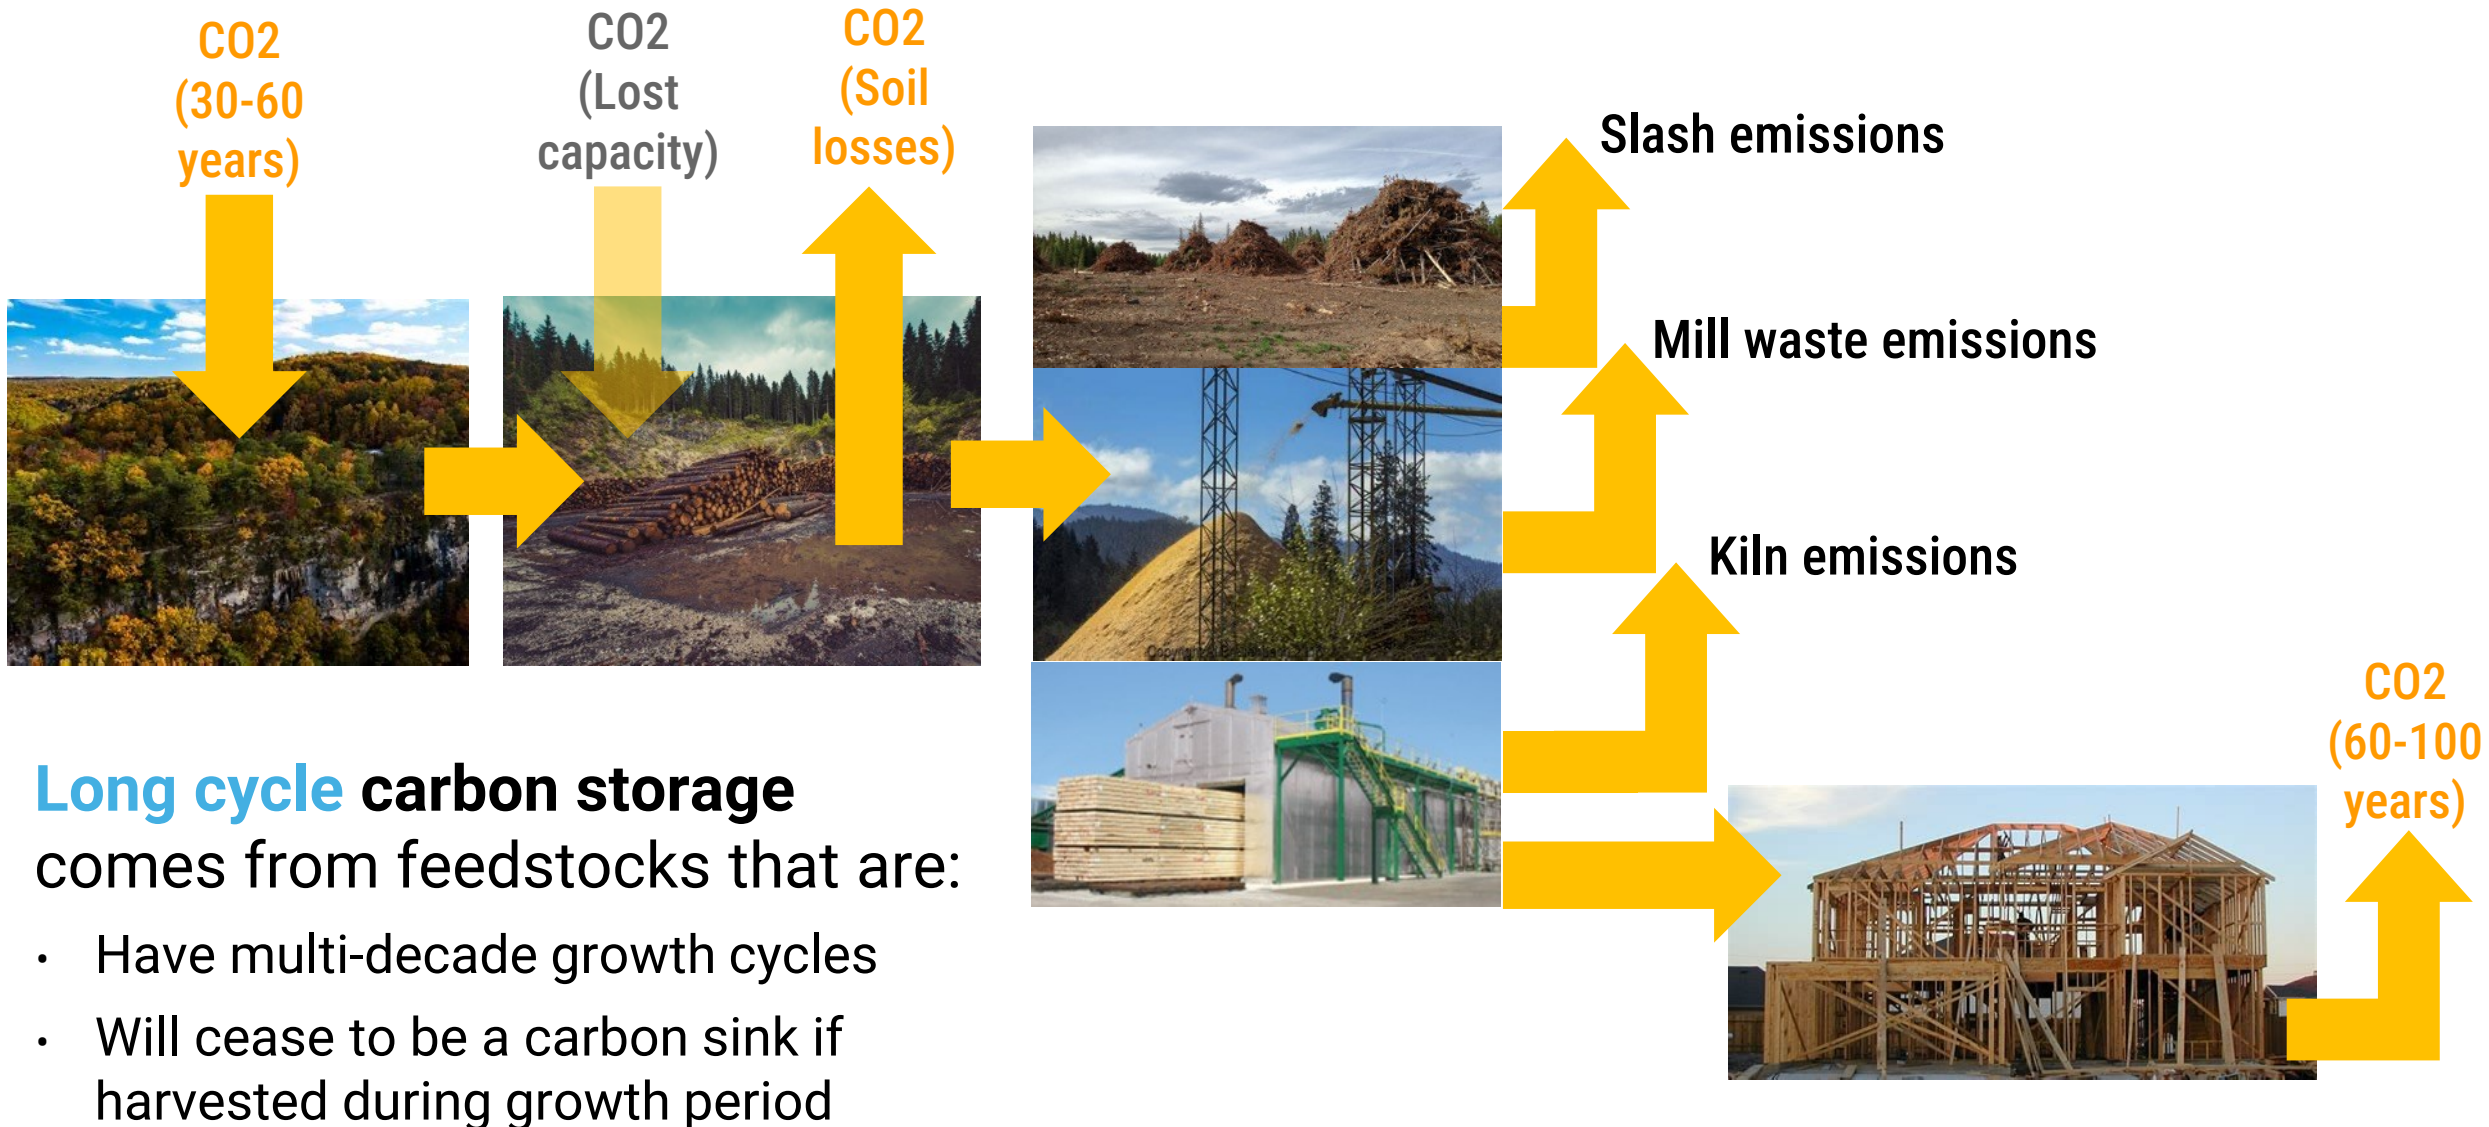 CO2
(30-60
years)
CO2
(Lost
capacity)
CO2
(Soil
losses)
Slash emissions
Mill waste emissions
Kiln emissions
CO2
(60-100
years)
Long cycle carbon storage
comes from feedstocks that are:
• Have multi-decade growth cycles
• Will cease to be a carbon sink if
harvested during growth period